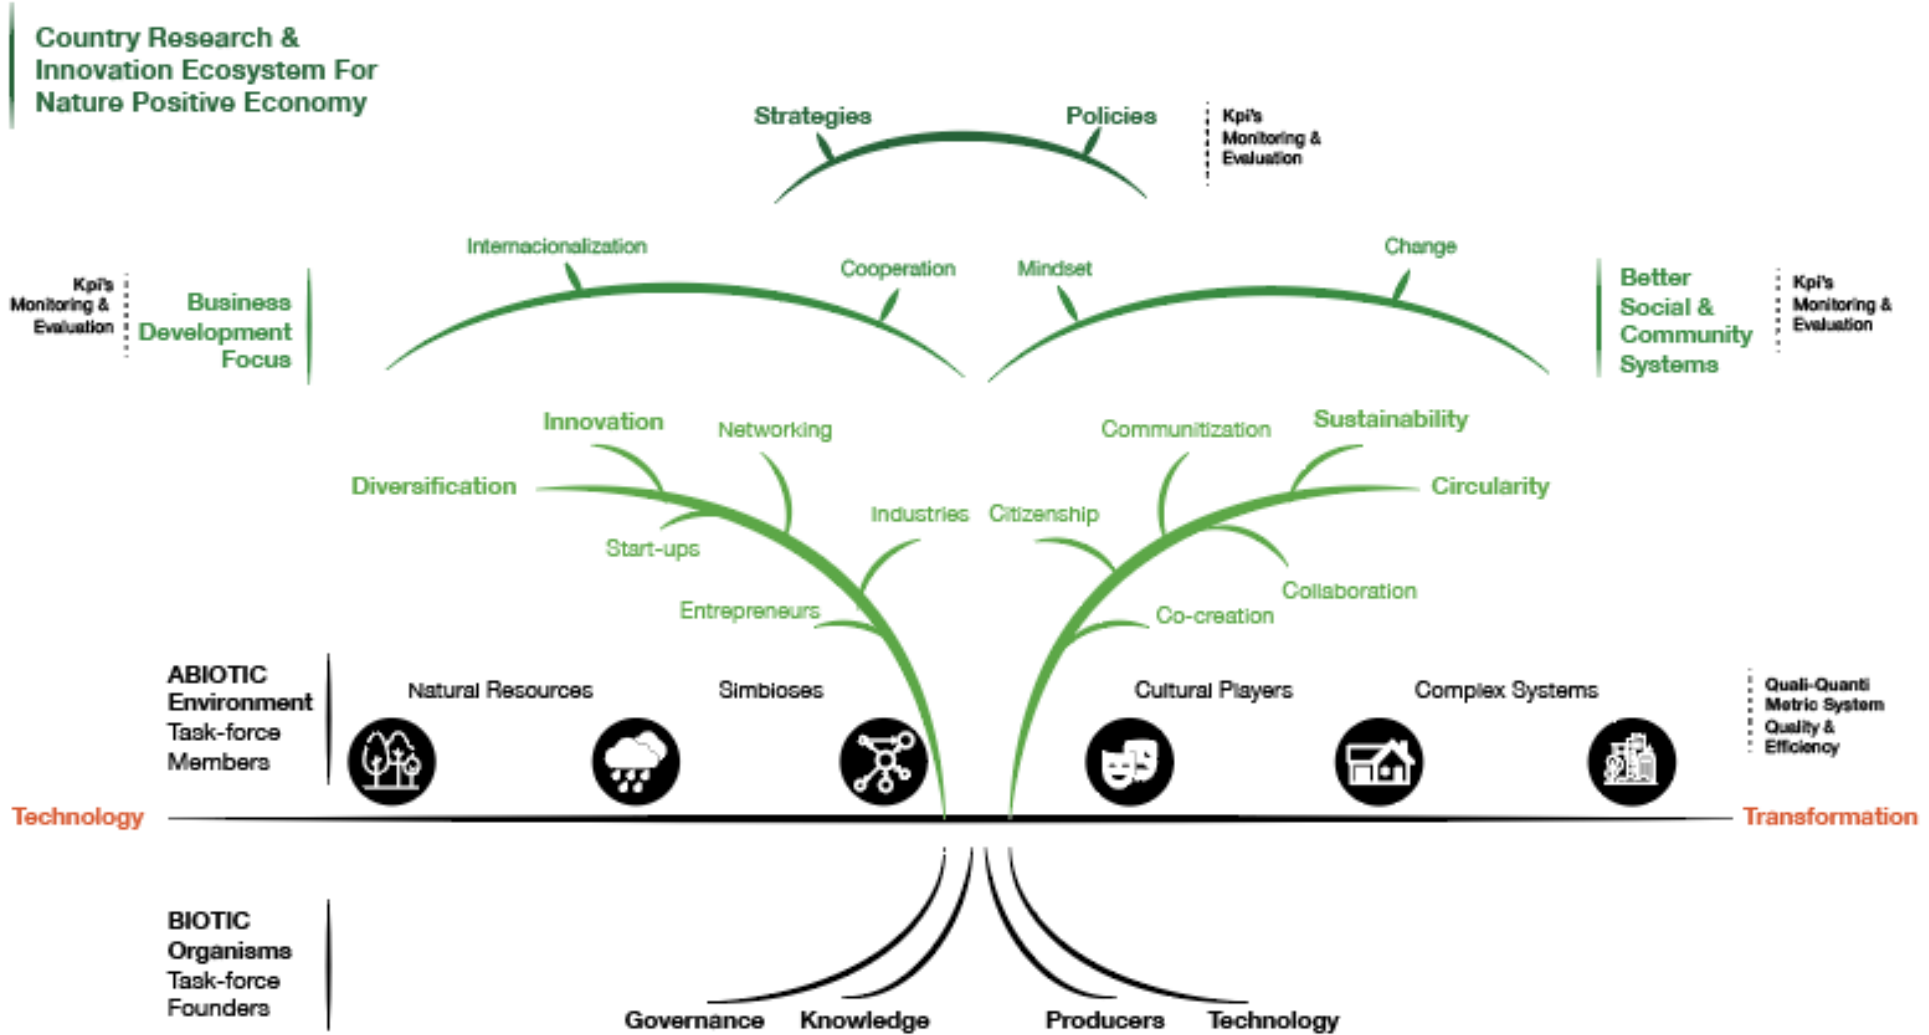 Country Research &
Innovation Ecosystem For
Nature Positive Economy
Strategies
Policies
Kpi's
Monitoring &
Evaluation
Internacionalization
Cooperation
Mindset
Change
Kpi's
Monitoring &
Evaluation
Business
Development
Focus
Better
Social &
Community
Systems
Kpi's
Monitoring &
Evaluation
Innovation
Networking
Communitization
Sustainability
Diversification
Circularity
Start-ups
Industries
Citizenship
Collaboration
Entrepreneurs
Co-creation
ABIOTIC
Environment
Task-force
Members
Natural Resources
Simbioses
Cultural Players
Complex Systems
Quali-Quanti
Metric System
Quality &
Efficiency
Technology
Transformation
BIOTIC
Organisms
Task-force
Founders
Governance
Knowledge
Producers
Technology